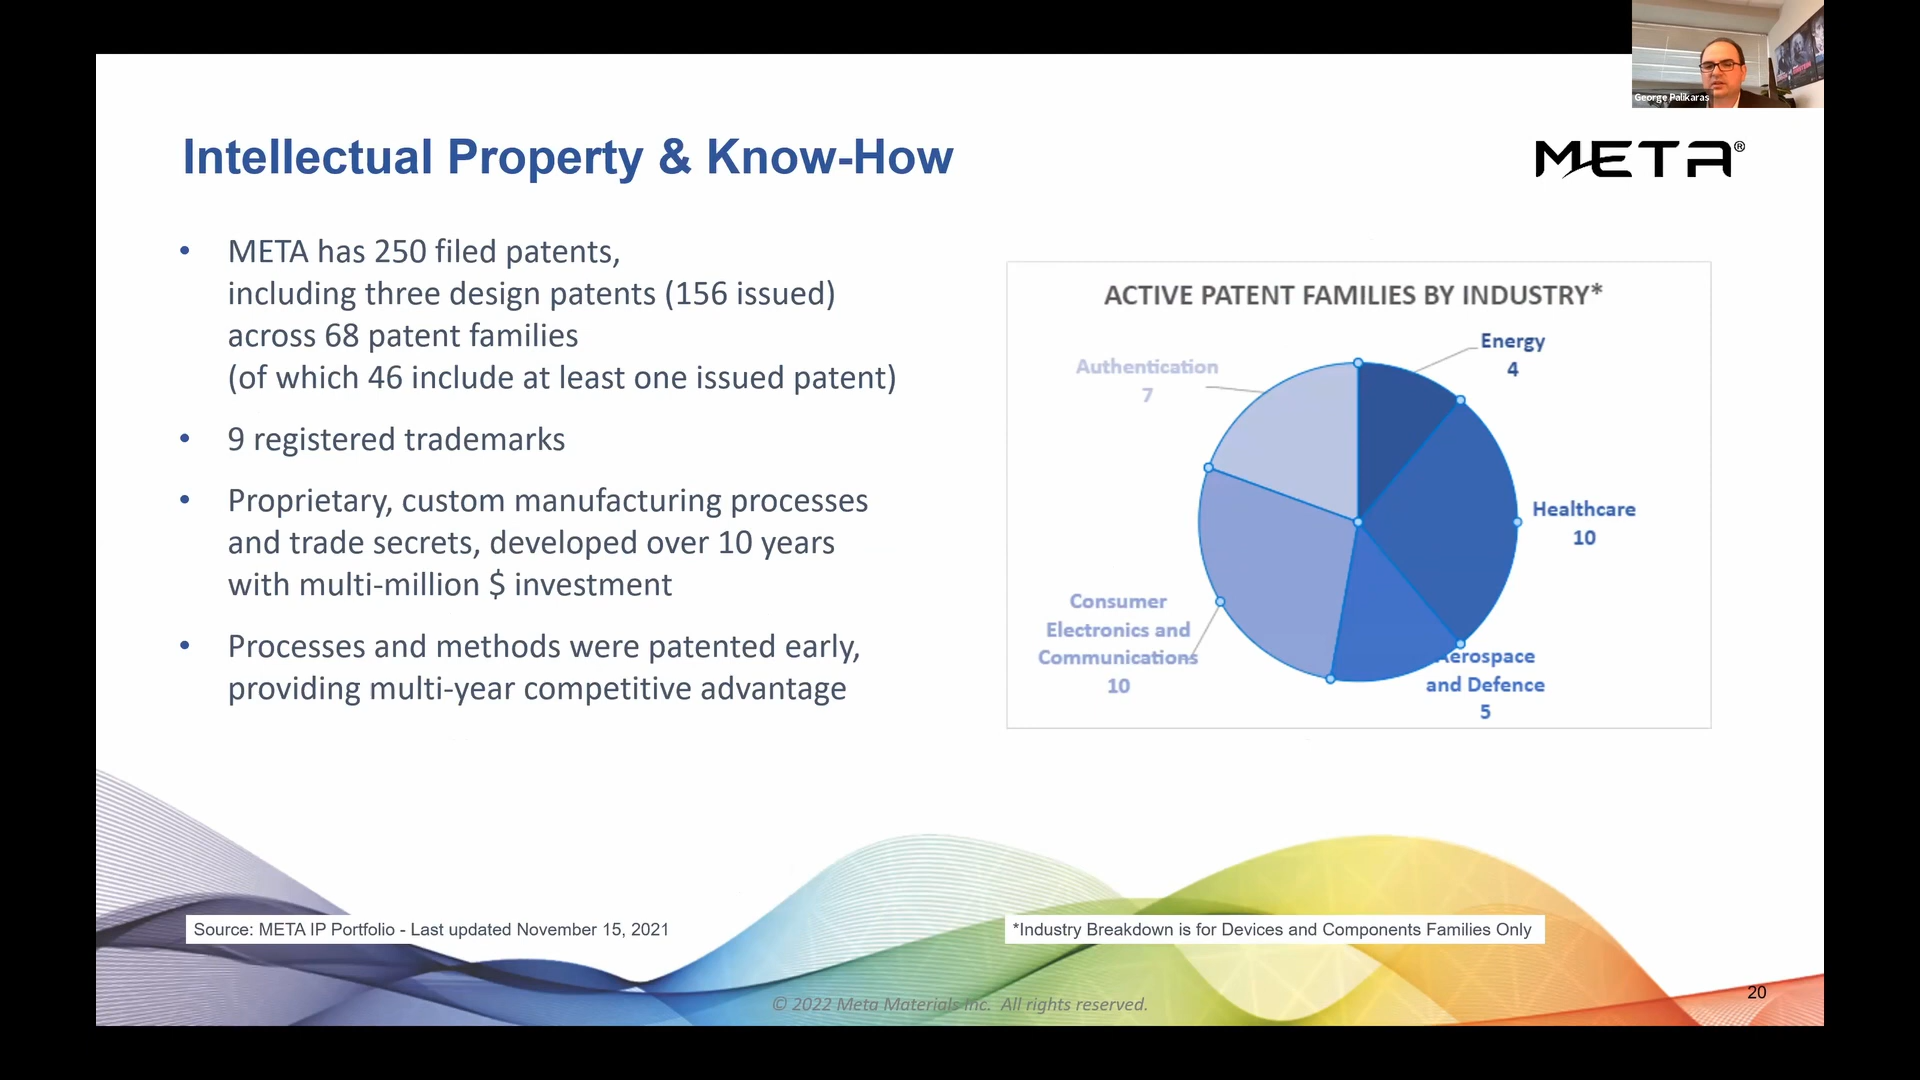 George Palikaras
Intellectual Property & Know-How
META®
• META has 250 filed patents,
including three design patents (156 issued)
across 68 patent families
(of which 46 include at least one issued patent)
• 9 registered trademarks
• Proprietary, custom manufacturing processes
and trade secrets, developed over 10 years
with multi-million $ investment
• Processes and methods were patented early,
providing multi-year competitive advantage
ACTIVE PATENT FAMILIES BY INDUSTRY*
Energy
4
Healthcare
10
Aerospace
and Defence
5
Consumer
Electronics and
Communications
10
Authentication
7
Source: META IP Portfolio - Last updated November 15, 2021
*Industry Breakdown is for Devices and Components Families Only
© 2022 Meta Materials Inc. All rights reserved.
20